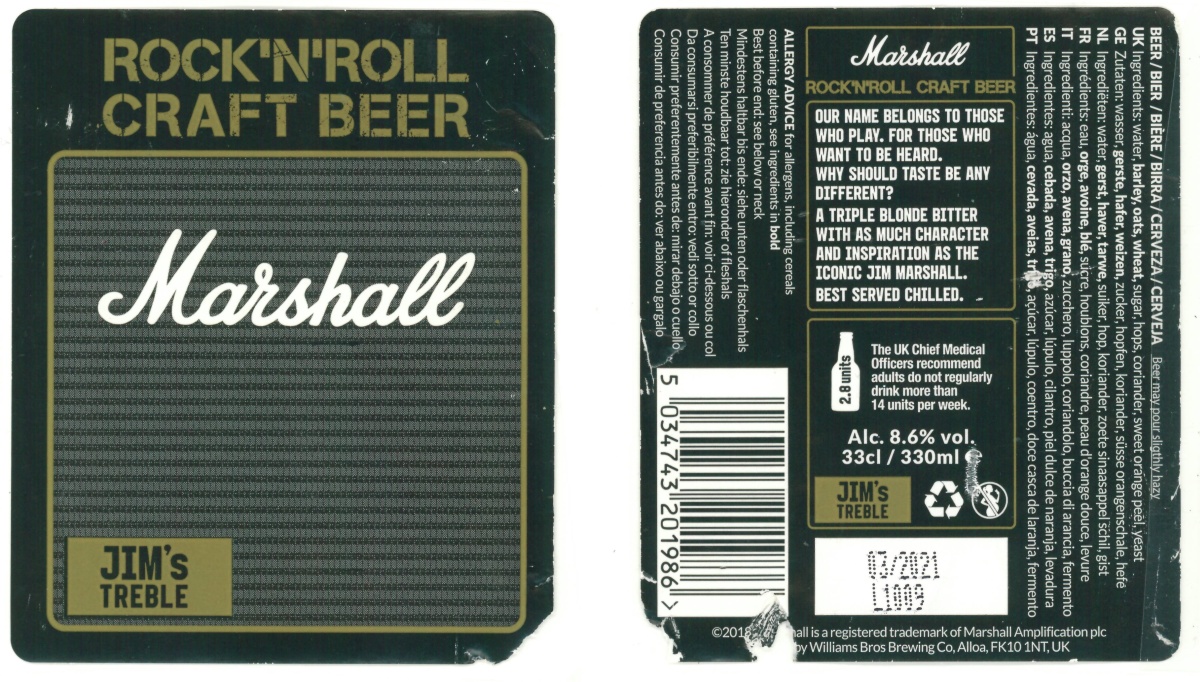 ROCK'N'ROLL
CRAFT BEER
Marshall
JIM's
TREBLE
Marshall
ROCK'N'ROLL CRAFT BEER
OUR NAME BELONGS TO THOSE
WHO PLAY. FOR THOSE WHO
WANT TO BE HEARD.
WHY SHOULD TASTE BE ANY
DIFFERENT?
A TRIPLE BLONDE BITTER
WITH AS MUCH CHARACTER
AND INSPIRATION AS THE
ICONIC JIM MARSHALL.
BEST SERVED CHILLED.
2.8 units
The UK Chief Medical
Officers recommend
adults do not regularly
drink more than
14 units per week.
Alc. 8.6% vol.
33cl / 330ml
JIM's
TREBLE
03/2021
L1009
BEER / BIER / BIÈRE / BIRRA / CERVEZA / CERVEJA Beer may pour sligthly hazy
UK Ingredients: water, barley, oats, wheat, sugar, hops, coriander, sweet orange peel, yeast
GE Zutaten: wasser, gerste, hafer, weizen, zucker, hopfen, koriander, süsse orangenschale, hefe
NL Ingrediëten: water, gerst, haver, tarwe, suiker, hop, koriander, zoete sinaasappel schil, gist
FR Ingrédients: eau, orge, avoine, blé, sucre, houblons, coriandre, peau d'orange douce, levure
IT Ingredienti: acqua, orzo, avena, grano, zucchero, luppolo, coriandolo, buccia di arancia, fermento
ES Ingredientes: agua, cebada, avena, trigo, azúcar, lúpulo, cilantro, piel dulce de naranja, levadura
PT Ingredientes: água, cevada, aveias, açúcar, lúpulo, coentro, doce casca de laranja, fermento
ALLERGY ADVICE for allergens, including cereals
containing gluten, see ingredients in bold
Best before end: see below or neck
Mindestens haltbar bis ende: siehe unten oder flaschenhals
Ten minste houdbaar tot: zie hieronder of fleshals
A consommer de préférence avant fin: voir ci-dessous ou col
Da consumarsi preferibilmente entro: vedi sotto or collo
Consumir preferentemente antes de: mirar debajo o cuello
Consumir de preferencia antes do: ver abaixo ou gargalo
5 034743 201986 >
©2018 is a registered trademark of Marshall Amplification plc
by Williams Bros Brewing Co, Alloa, FK10 1NT, UK